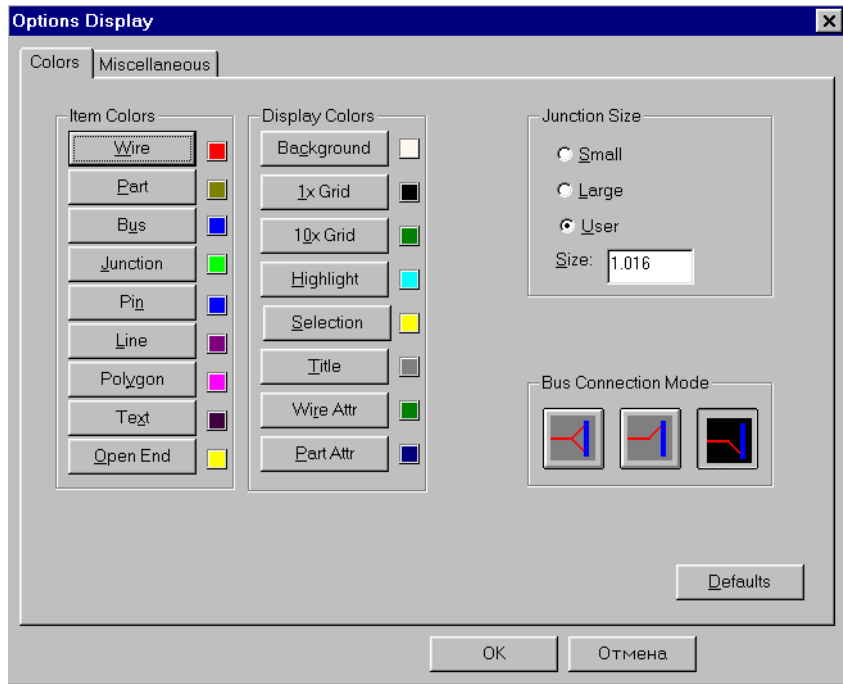 Options Display
Colors
Miscellaneous
Item Colors
Wire
Part
Bus
Junction
Pin
Line
Polygon
Text
Open End
Display Colors
Background
1x Grid
10x Grid
Highlight
Selection
Title
Wire Attr
Part Attr
Junction Size
Small
Large
User
Size: 1.016
Bus Connection Mode
Defaults
OK
Отмена